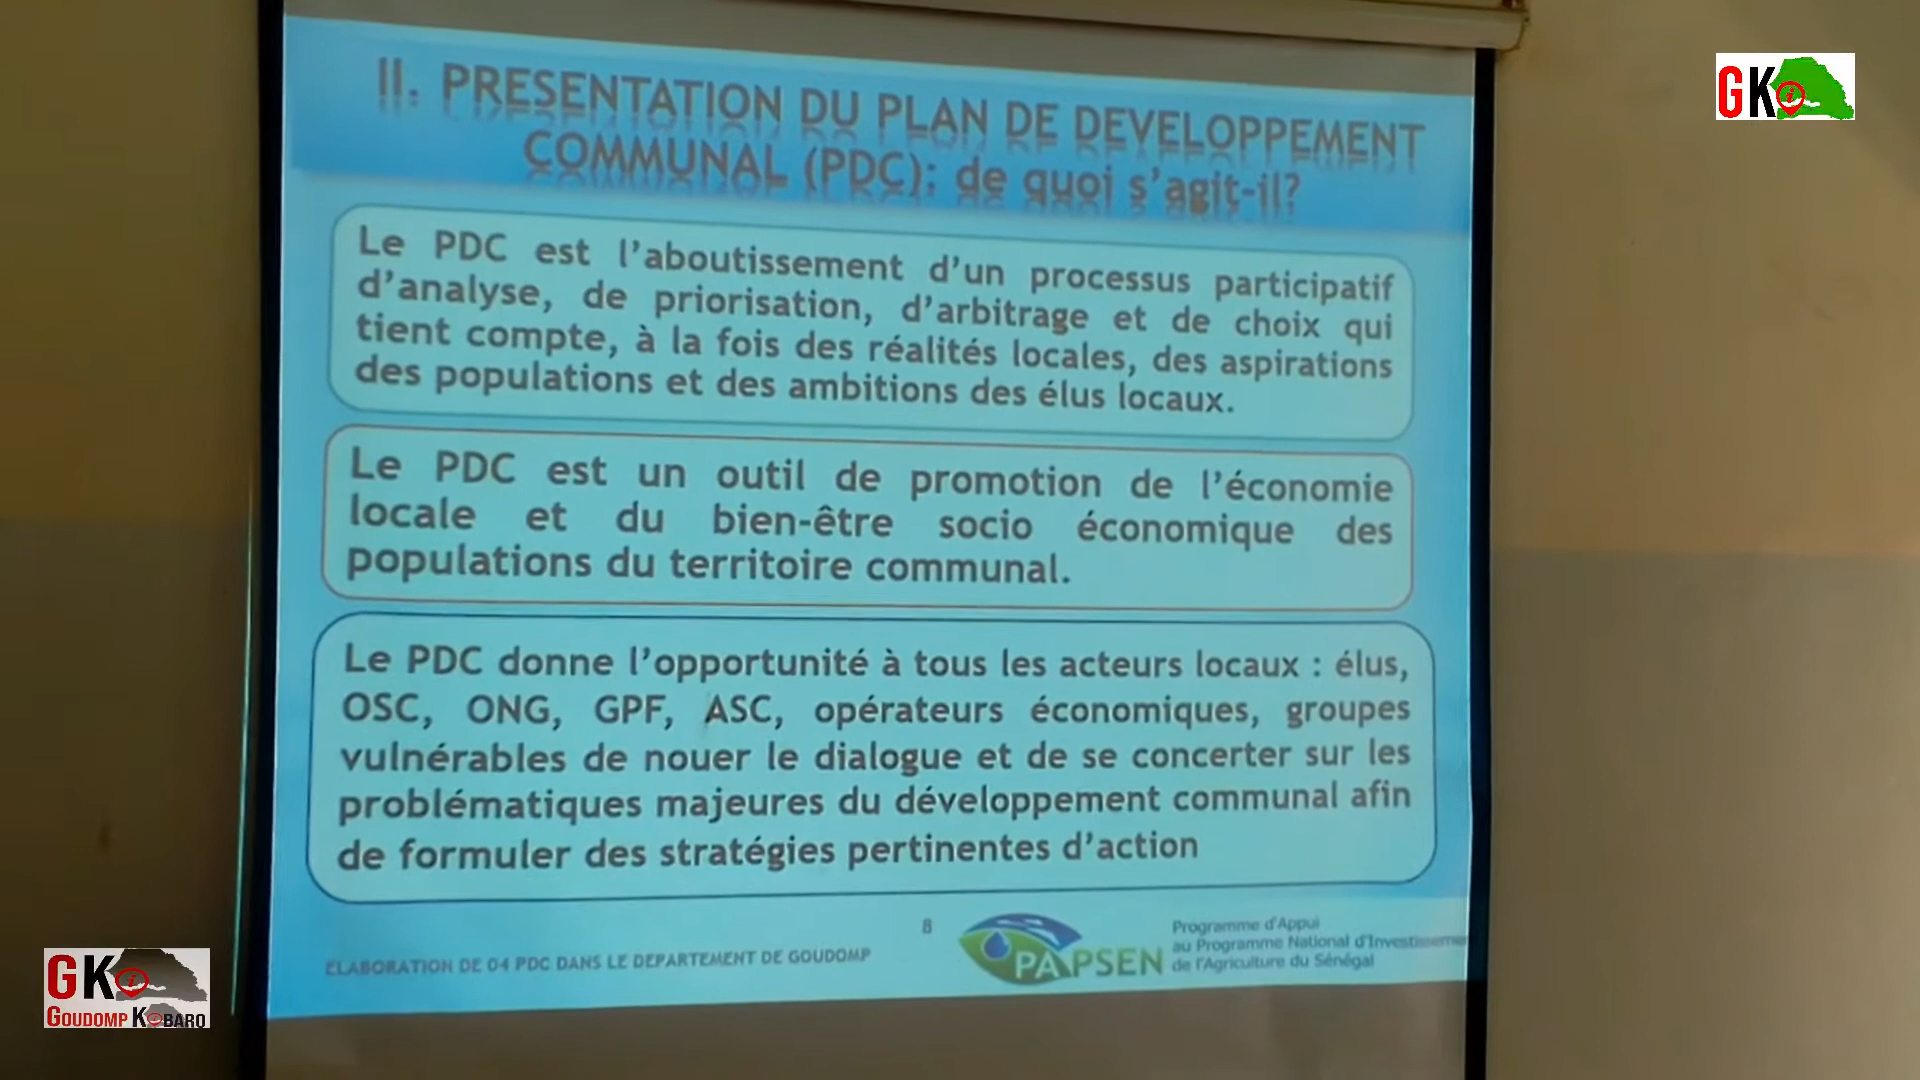 II. PRESENTATION DU PLAN DE DEVELOPPEMENT
COMMUNAL (PDC): de quoi s'agit-il?
Le PDC est l'aboutissement d'un processus participatif
d'analyse, de priorisation, d'arbitrage et de choix qui
tient compte, à la fois des réalités locales, des aspirations
des populations et des ambitions des élus locaux.
Le PDC est un outil de promotion de l'économie
locale et du bien-être socio économique des
populations du territoire communal.
Le PDC donne l'opportunité à tous les acteurs locaux : élus,
OSC, ONG, GPF, ASC, opérateurs économiques, groupes
vulnérables de nouer le dialogue et de se concerter sur les
problématiques majeures du développement communal afin
de formuler des stratégies pertinentes d'action
8
ELABORATION DE 04 PDC DANS LE DEPARTEMENT DE GOUDOMP
PAPSEN
Programme d'Appui
au Programme National d'Investissemen
de l'Agriculture du Sénégal
GK
GK
GOUDOMP KOBARO